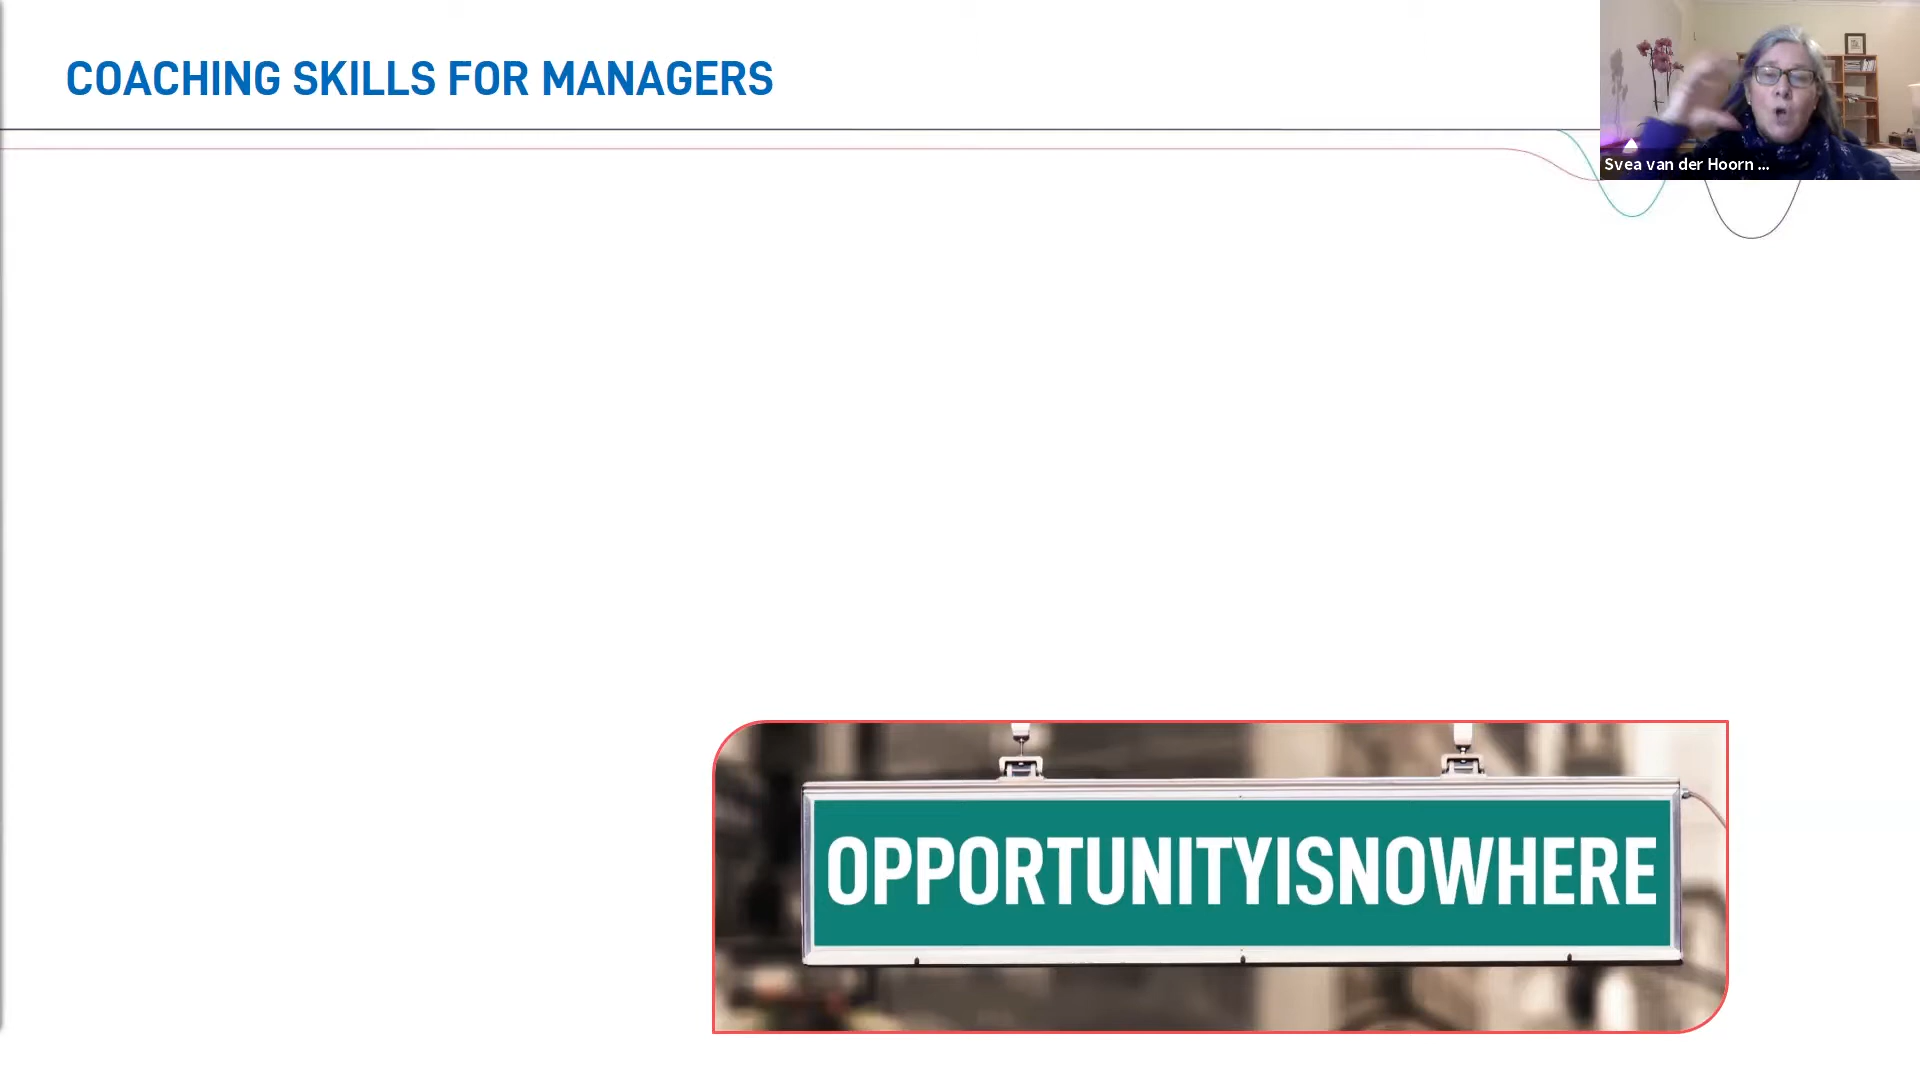 COACHING SKILLS FOR MANAGERS
Svea van der Hoorn ...
OPPORTUNITYISNOWHERE